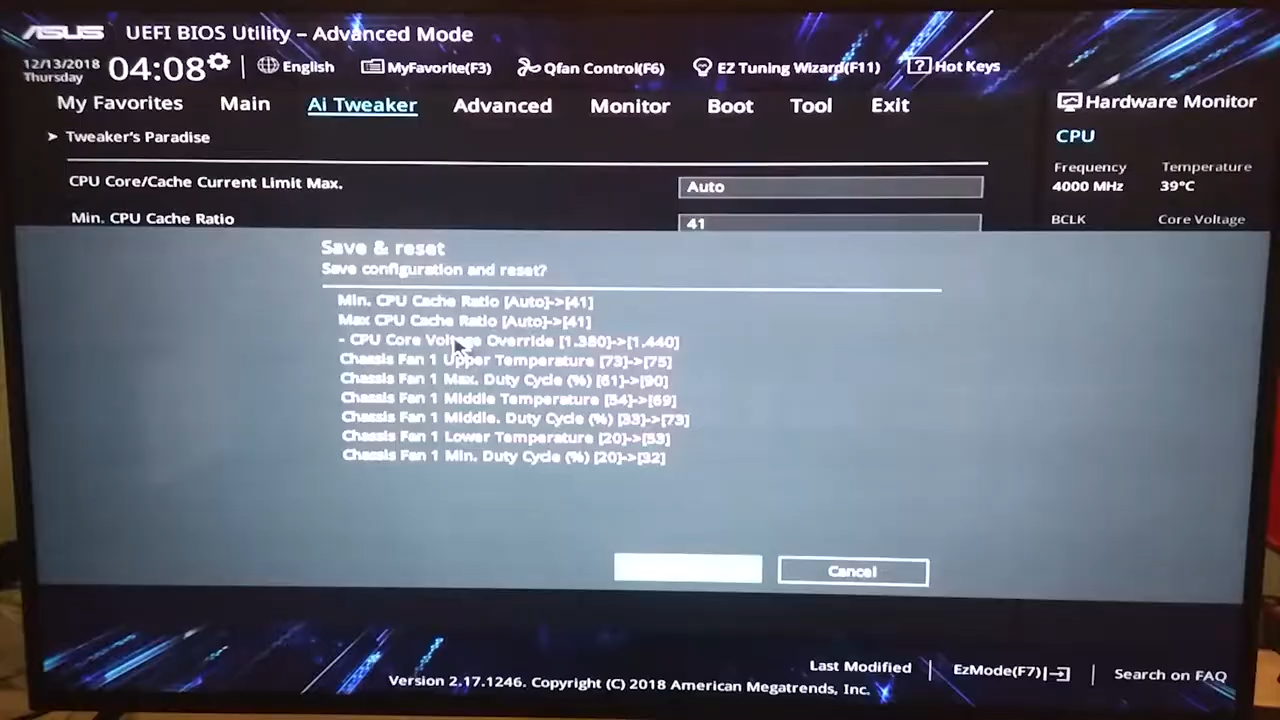 ASUS UEFI BIOS Utility – Advanced Mode
12/13/2018
Thursday
04:08
English
MyFavorite(F3)
Qfan Control(F6)
EZ Tuning Wizard(F11)
? Hot Keys
My Favorites Main Ai Tweaker Advanced Monitor Boot Tool Exit
Hardware Monitor
Tweaker's Paradise
CPU
Frequency Temperature
4000 MHz 39°C
CPU Core/Cache Current Limit Max. Auto
Min. CPU Cache Ratio 41
BCLK Core Voltage
Save & reset
Save configuration and reset?
Min. CPU Cache Ratio [Auto]->[41]
Max CPU Cache Ratio [Auto]->[41]
- CPU Core Voltage Override [1.380]->[1.440]
Chassis Fan 1 Upper Temperature [73]->[75]
Chassis Fan 1 Max. Duty Cycle (%) [61]->[90]
Chassis Fan 1 Middle Temperature [54]->[69]
Chassis Fan 1 Middle. Duty Cycle (%) [33]->[73]
Chassis Fan 1 Lower Temperature [20]->[53]
Chassis Fan 1 Min. Duty Cycle (%) [20]->[32]
Cancel
Last Modified
EzMode(F7)
Search on FAQ
Version 2.17.1246. Copyright (C) 2018 American Megatrends, Inc.